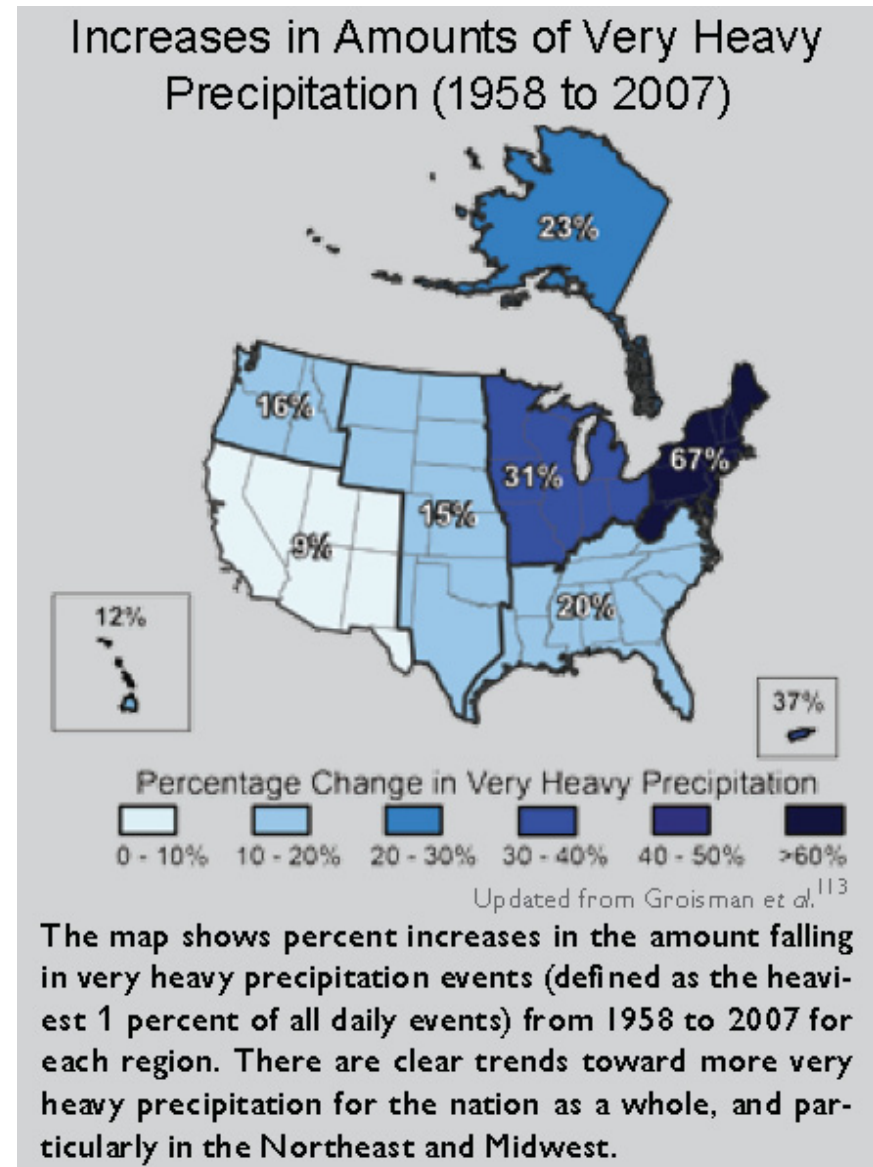 Increases in Amounts of Very Heavy
Precipitation (1958 to 2007)
23%
16%
67%
31%
15%
9%
20%
12%
37%
Percentage Change in Very Heavy Precipitation
0 - 10% 10 - 20% 20 - 30% 30 - 40% 40 - 50% >60%
Updated from Groisman et al.113
The map shows percent increases in the amount falling
in very heavy precipitation events (defined as the heavi-
est 1 percent of all daily events) from 1958 to 2007 for
each region. There are clear trends toward more very
heavy precipitation for the nation as a whole, and par-
ticularly in the Northeast and Midwest.